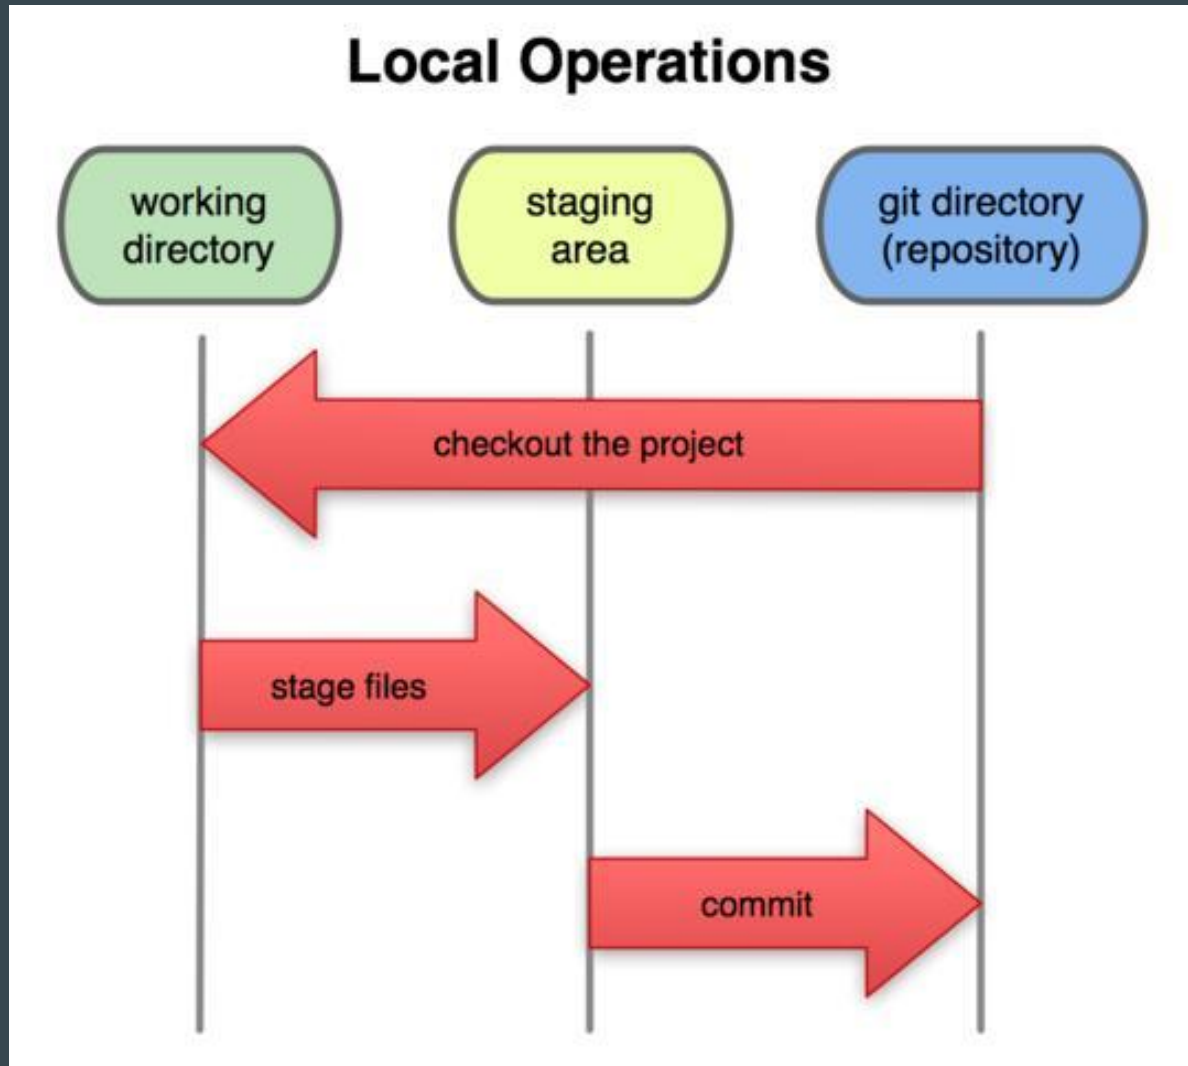 Local Operations
working
directory
staging
area
git directory
(repository)
checkout the project
stage files
commit